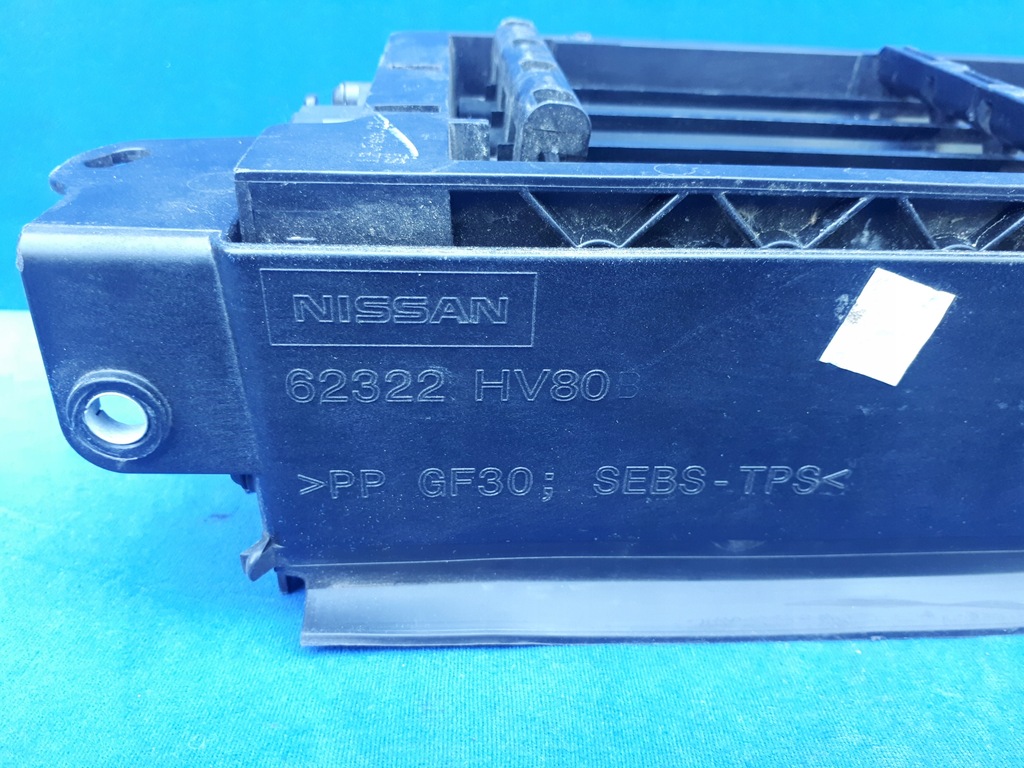 NISSAN
62322 HV80B
>PP GF30; SEBS-TPS<